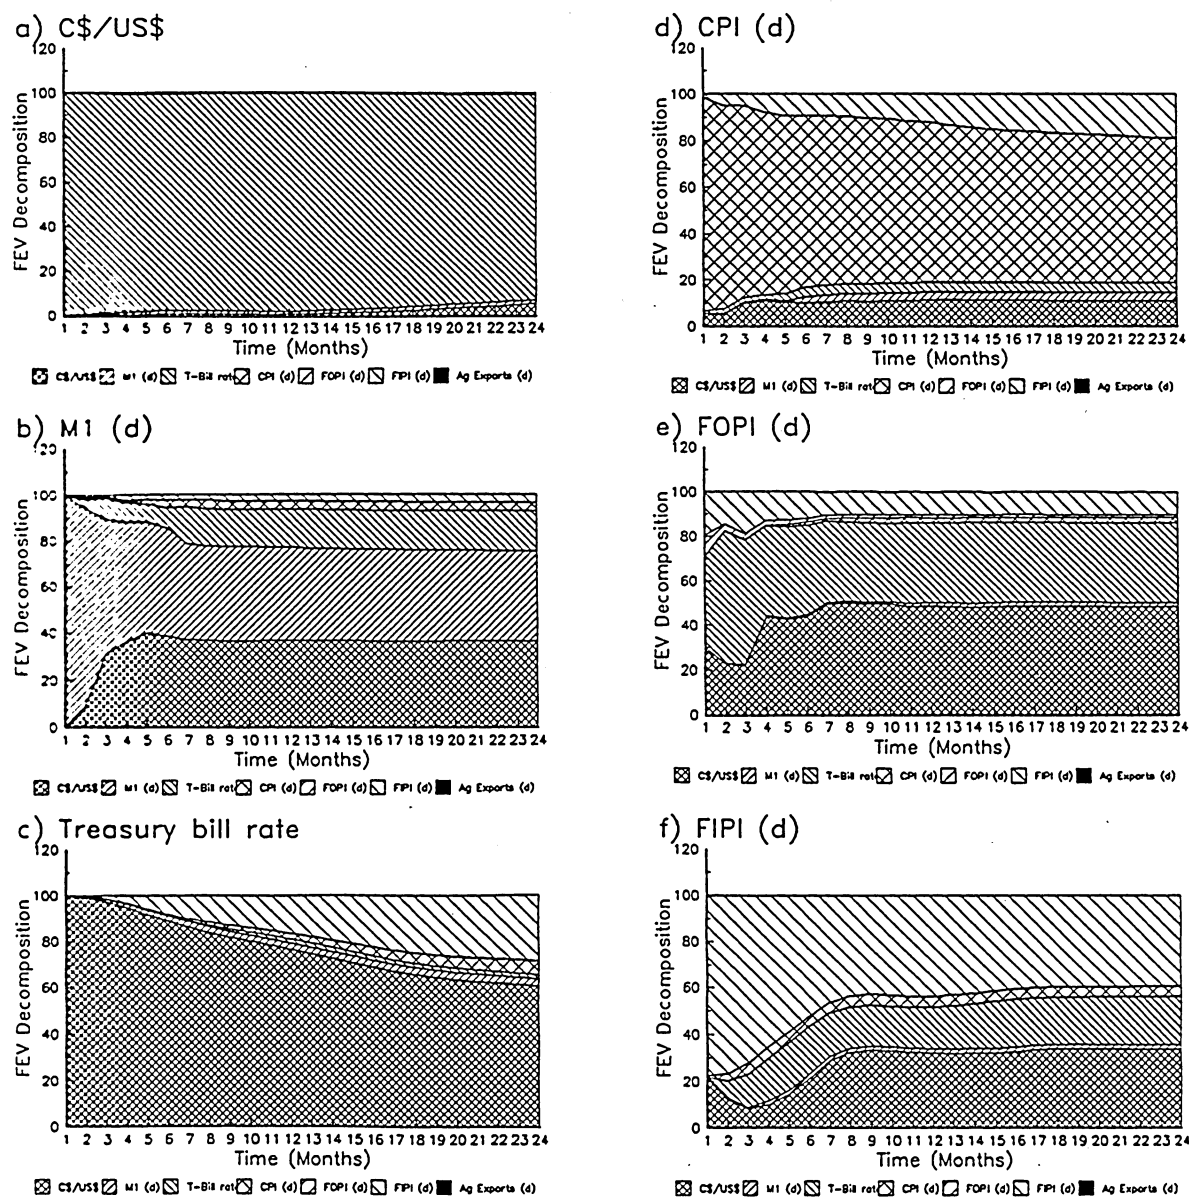 a) C$/US$
120
100
80
60
40
20
0
FEV Decomposition
1 2 3 4 5 6 7 8 9 10 11 12 13 14 15 16 17 18 19 20 21 22 23 24
Time (Months)
C$/US$ M1 (d) T-Bill rat CPI (d) FOPI (d) FIPI (d) Ag Exports (d)
b) M1 (d)
120
100
80
60
40
20
0
FEV Decomposition
1 2 3 4 5 6 7 8 9 10 11 12 13 14 15 16 17 18 19 20 21 22 23 24
Time (Months)
C$/US$ M1 (d) T-Bill rat CPI (d) FOPI (d) FIPI (d) Ag Exports (d)
c) Treasury bill rate
120
100
80
60
40
20
0
FEV Decomposition
1 2 3 4 5 6 7 8 9 10 11 12 13 14 15 16 17 18 19 20 21 22 23 24
Time (Months)
C$/US$ M1 (d) T-Bill rat CPI (d) FOPI (d) FIPI (d) Ag Exports (d)
d) CPI (d)
120
100
80
60
40
20
0
FEV Decomposition
1 2 3 4 5 6 7 8 9 10 11 12 13 14 15 16 17 18 19 20 21 22 23 24
Time (Months)
C$/US$ M1 (d) T-Bill rat CPI (d) FOPI (d) FIPI (d) Ag Exports (d)
e) FOPI (d)
120
100
80
60
40
20
0
FEV Decomposition
1 2 3 4 5 6 7 8 9 10 11 12 13 14 15 16 17 18 19 20 21 22 23 24
Time (Months)
C$/US$ M1 (d) T-Bill rat CPI (d) FOPI (d) FIPI (d) Ag Exports (d)
f) FIPI (d)
120
100
80
60
40
20
0
FEV Decomposition
1 2 3 4 5 6 7 8 9 10 11 12 13 14 15 16 17 18 19 20 21 22 23 24
Time (Months)
C$/US$ M1 (d) T-Bill rat CPI (d) FOPI (d) FIPI (d) Ag Exports (d)